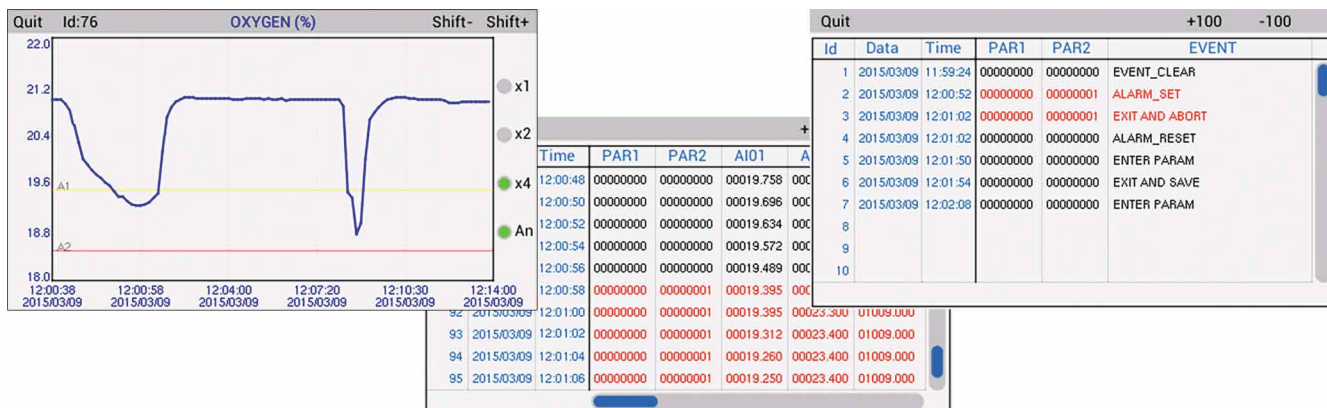 Quit Id:76 OXYGEN (%) Shift- Shift+
22.0
21.2
20.4
19.6
18.8
18.0
A1
A2
x1
x2
x4
An
12:00:38 12:00:58 12:04:00 12:07:20 12:10:30 12:14:00
2015/03/09 2015/03/09 2015/03/09 2015/03/09 2015/03/09 2015/03/09
+
Time PAR1 PAR2 AI01 A
12:00:48 00000000 00000000 00019.758
12:00:50 00000000 00000000 00019.696
12:00:52 00000000 00000000 00019.634
12:00:54 00000000 00000000 00019.572
12:00:56 00000000 00000000 00019.489
12:00:58 00000000 00000001 00019.395
92 2015/03/09 12:01:00 00000000 00000001 00019.395 00023.300 01009.000
93 2015/03/09 12:01:02 00000000 00000001 00019.312 00023.400 01009.000
94 2015/03/09 12:01:04 00000000 00000001 00019.260 00023.400 01009.000
95 2015/03/09 12:01:06 00000000 00000001 00019.250 00023.400 01009.000
Quit +100 -100
Id Data Time PAR1 PAR2 EVENT
1 2015/03/09 11:59:24 00000000 00000000 EVENT_CLEAR
2 2015/03/09 12:00:52 00000000 00000001 ALARM_SET
3 2015/03/09 12:01:02 00000000 00000001 EXIT AND ABORT
4 2015/03/09 12:01:02 00000000 00000000 ALARM_RESET
5 2015/03/09 12:01:50 00000000 00000000 ENTER PARAM
6 2015/03/09 12:01:54 00000000 00000000 EXIT AND SAVE
7 2015/03/09 12:02:08 00000000 00000000 ENTER PARAM
8
9
10